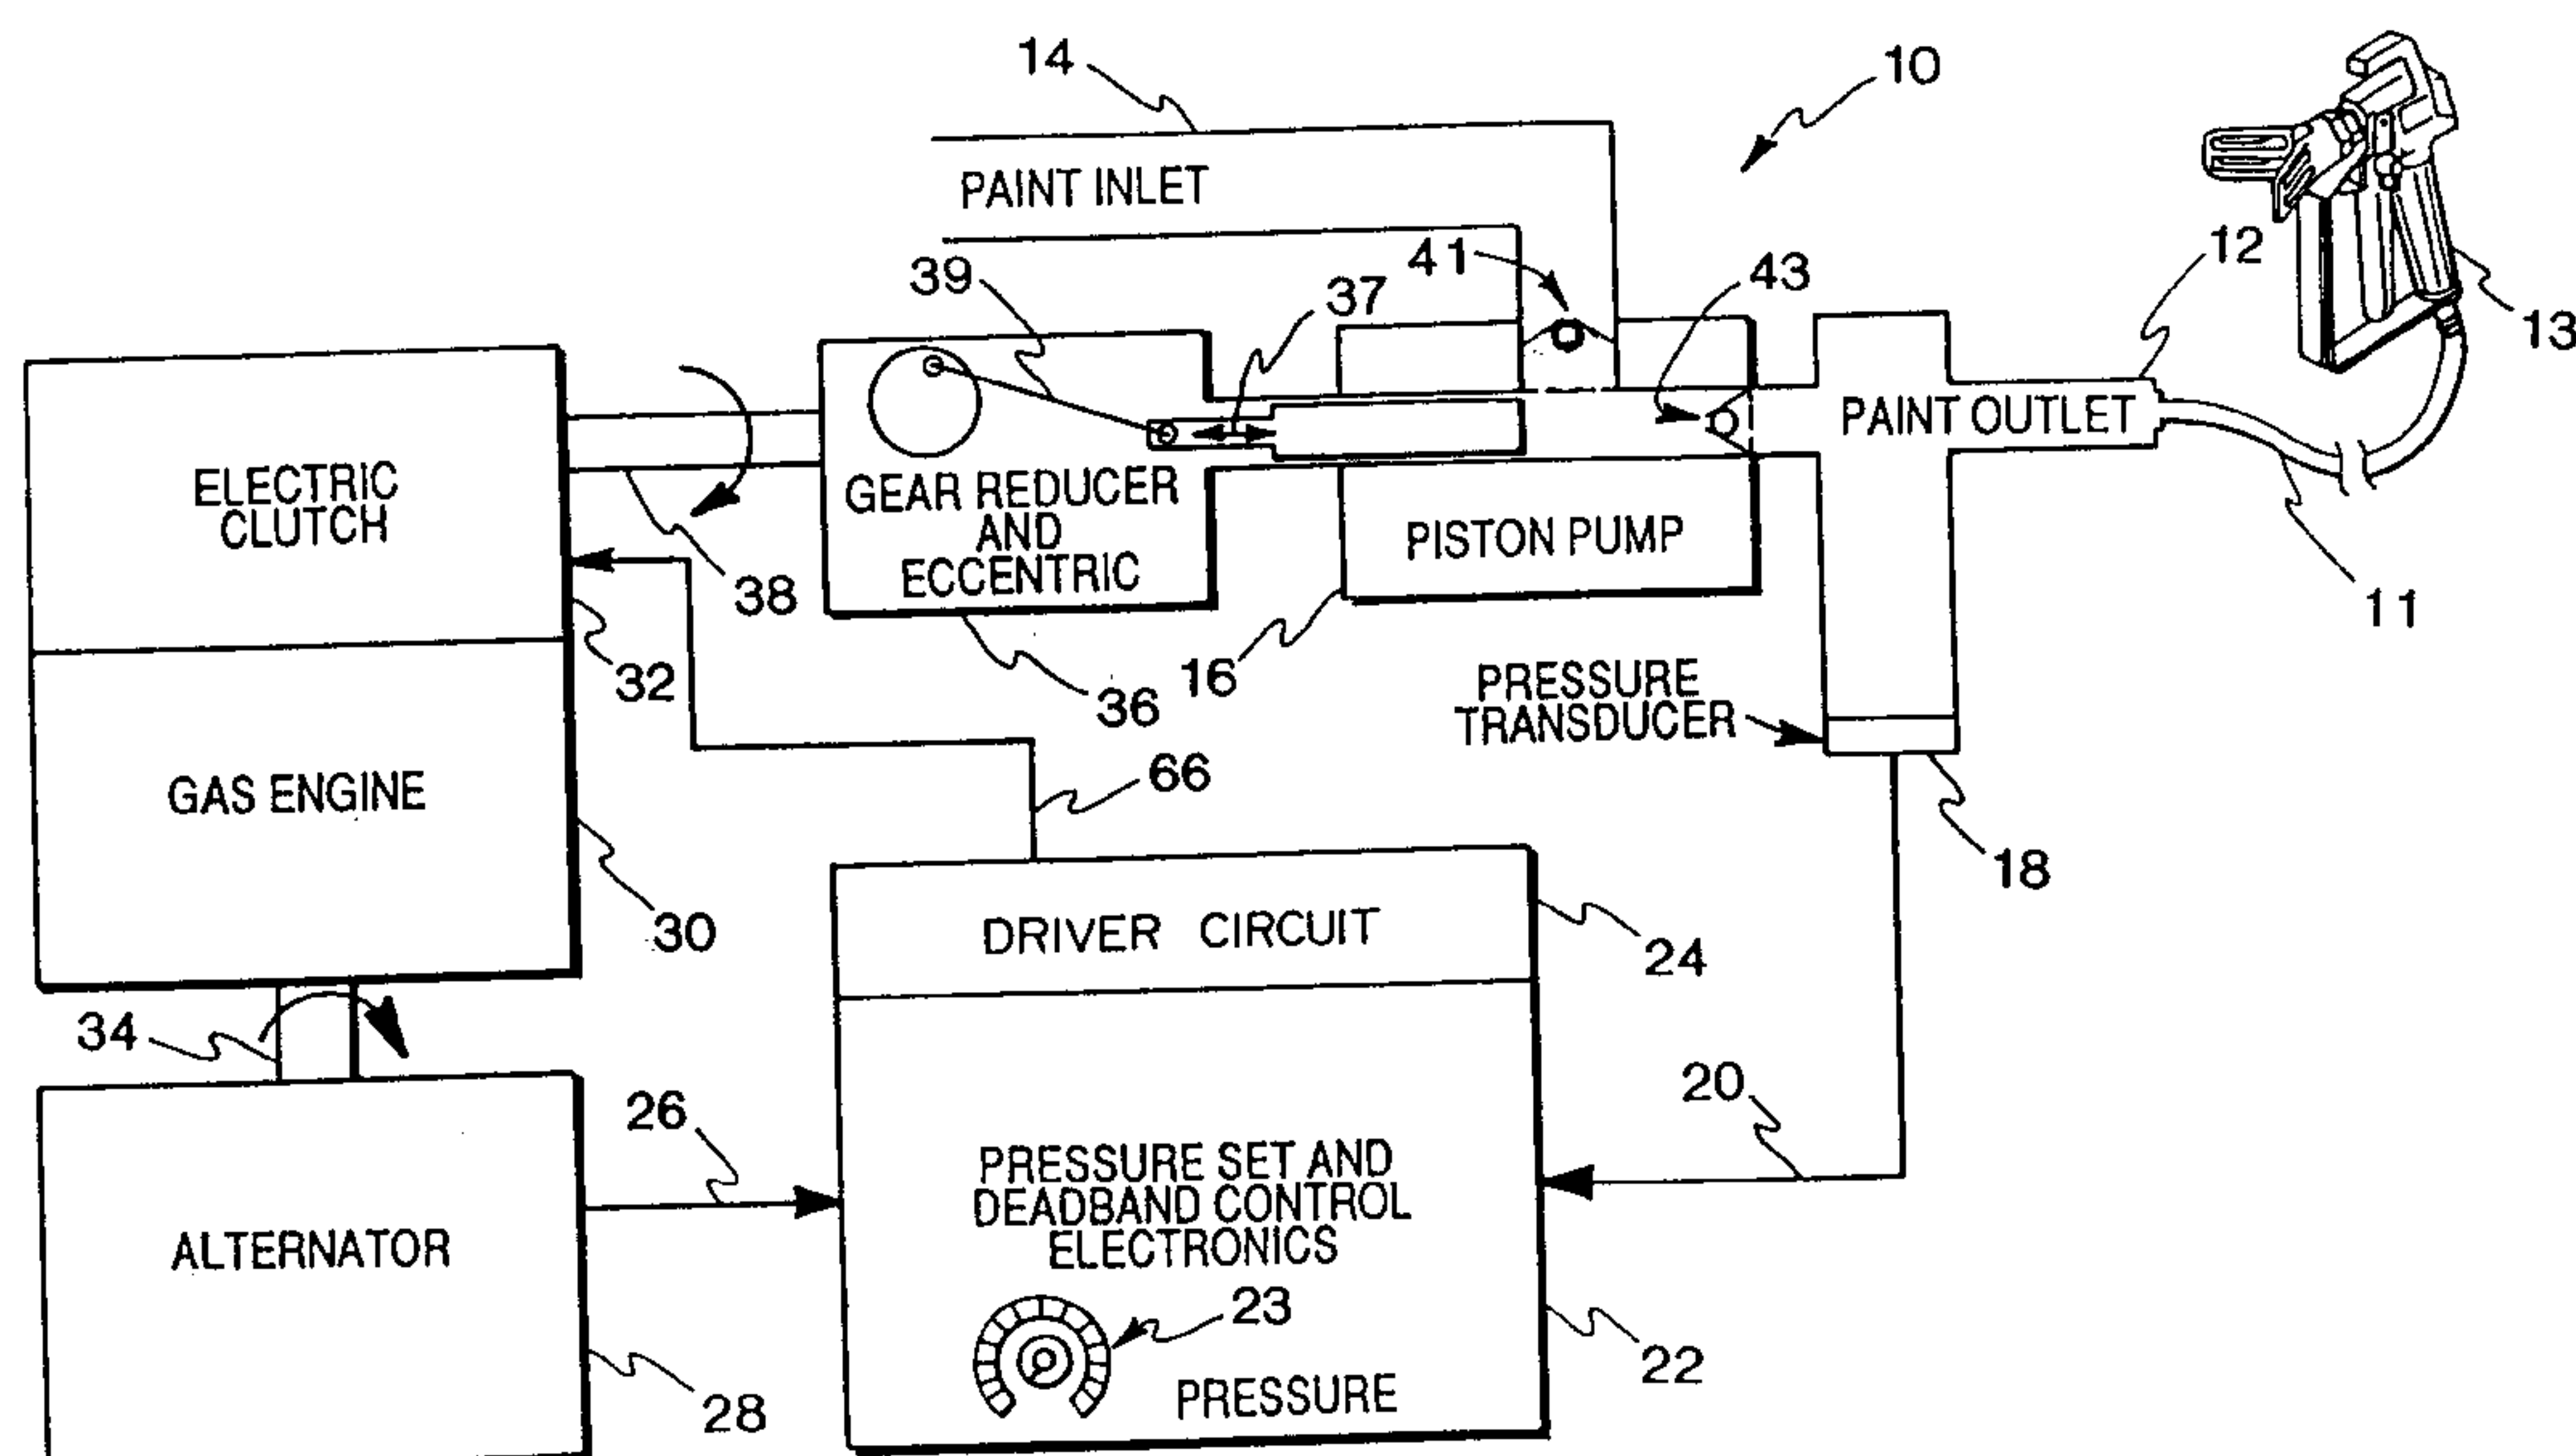 14
10
PAINT INLET
12
41
43
39
37
13
PAINT OUTLET
ELECTRIC
CLUTCH
GEAR REDUCER
AND
ECCENTRIC
PISTON PUMP
38
11
32
36
16
PRESSURE
TRANSDUCER
GAS ENGINE
66
18
30
DRIVER CIRCUIT
24
34
26
20
PRESSURE SET AND
DEADBAND CONTROL
ELECTRONICS
ALTERNATOR
23
22
PRESSURE
28